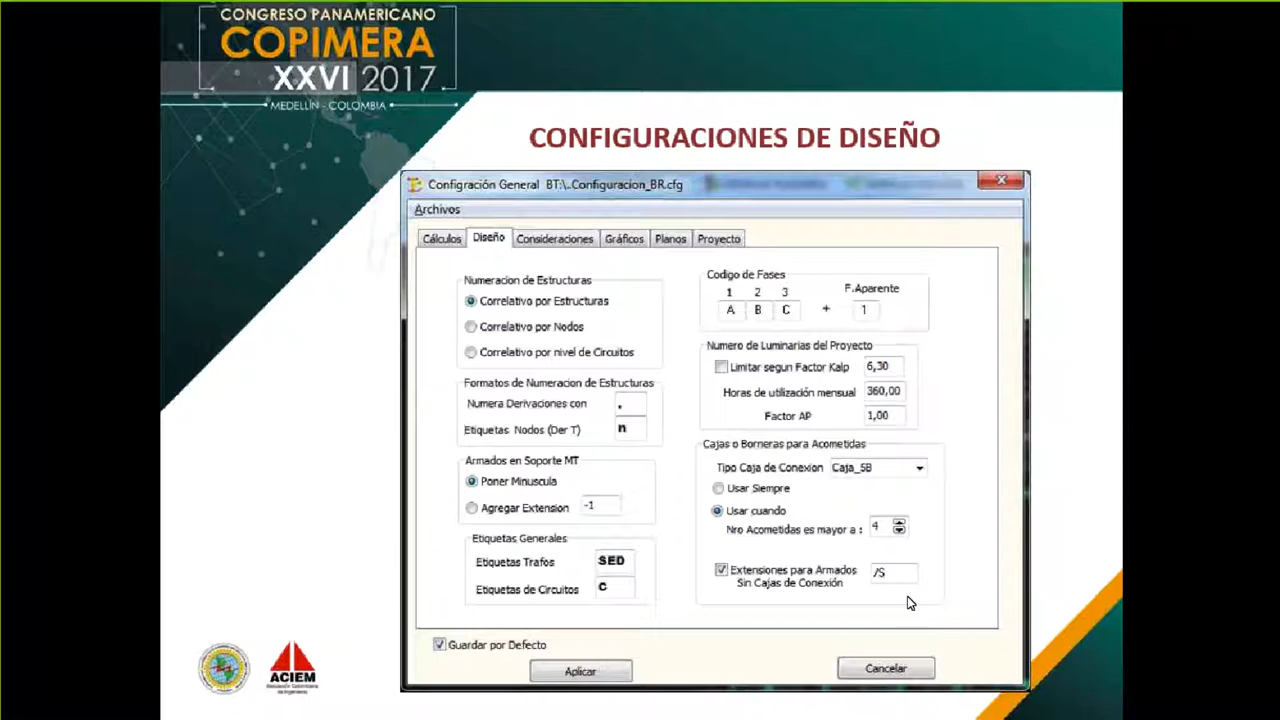 CONGRESO PANAMERICANO
COPIMERA
XXVI 2017
MEDELLÍN - COLOMBIA
CONFIGURACIONES DE DISEÑO
Configración General BT:\..Configuracion_BR.cfg
Archivos
Cálculos Diseño Consideraciones Gráficos Planos Proyecto
Numeracion de Estructuras
Correlativo por Estructuras
Correlativo por Nodos
Correlativo por nivel de Circuitos
Formatos de Numeracion de Estructuras
Numera Derivaciones con .
Etiquetas Nodos (Der T) n
Armados en Soporte MT
Poner Minuscula
Agregar Extension -1
Etiquetas Generales
Etiquetas Trafos SED
Etiquetas de Circuitos C
Codigo de Fases
1 2 3 F.Aparente
A B C + 1
Numero de Luminarias del Proyecto
Limitar segun Factor Kalp 6,30
Horas de utilización mensual 360,00
Factor AP 1,00
Cajas o Borneras para Acometidas
Tipo Caja de Conexion Caja_5B
Usar Siempre
Usar cuando
Nro Acometidas es mayor a : 4
Extensiones para Armados /S
Sin Cajas de Conexión
Guardar por Defecto
Aplicar Cancelar
ACIEM